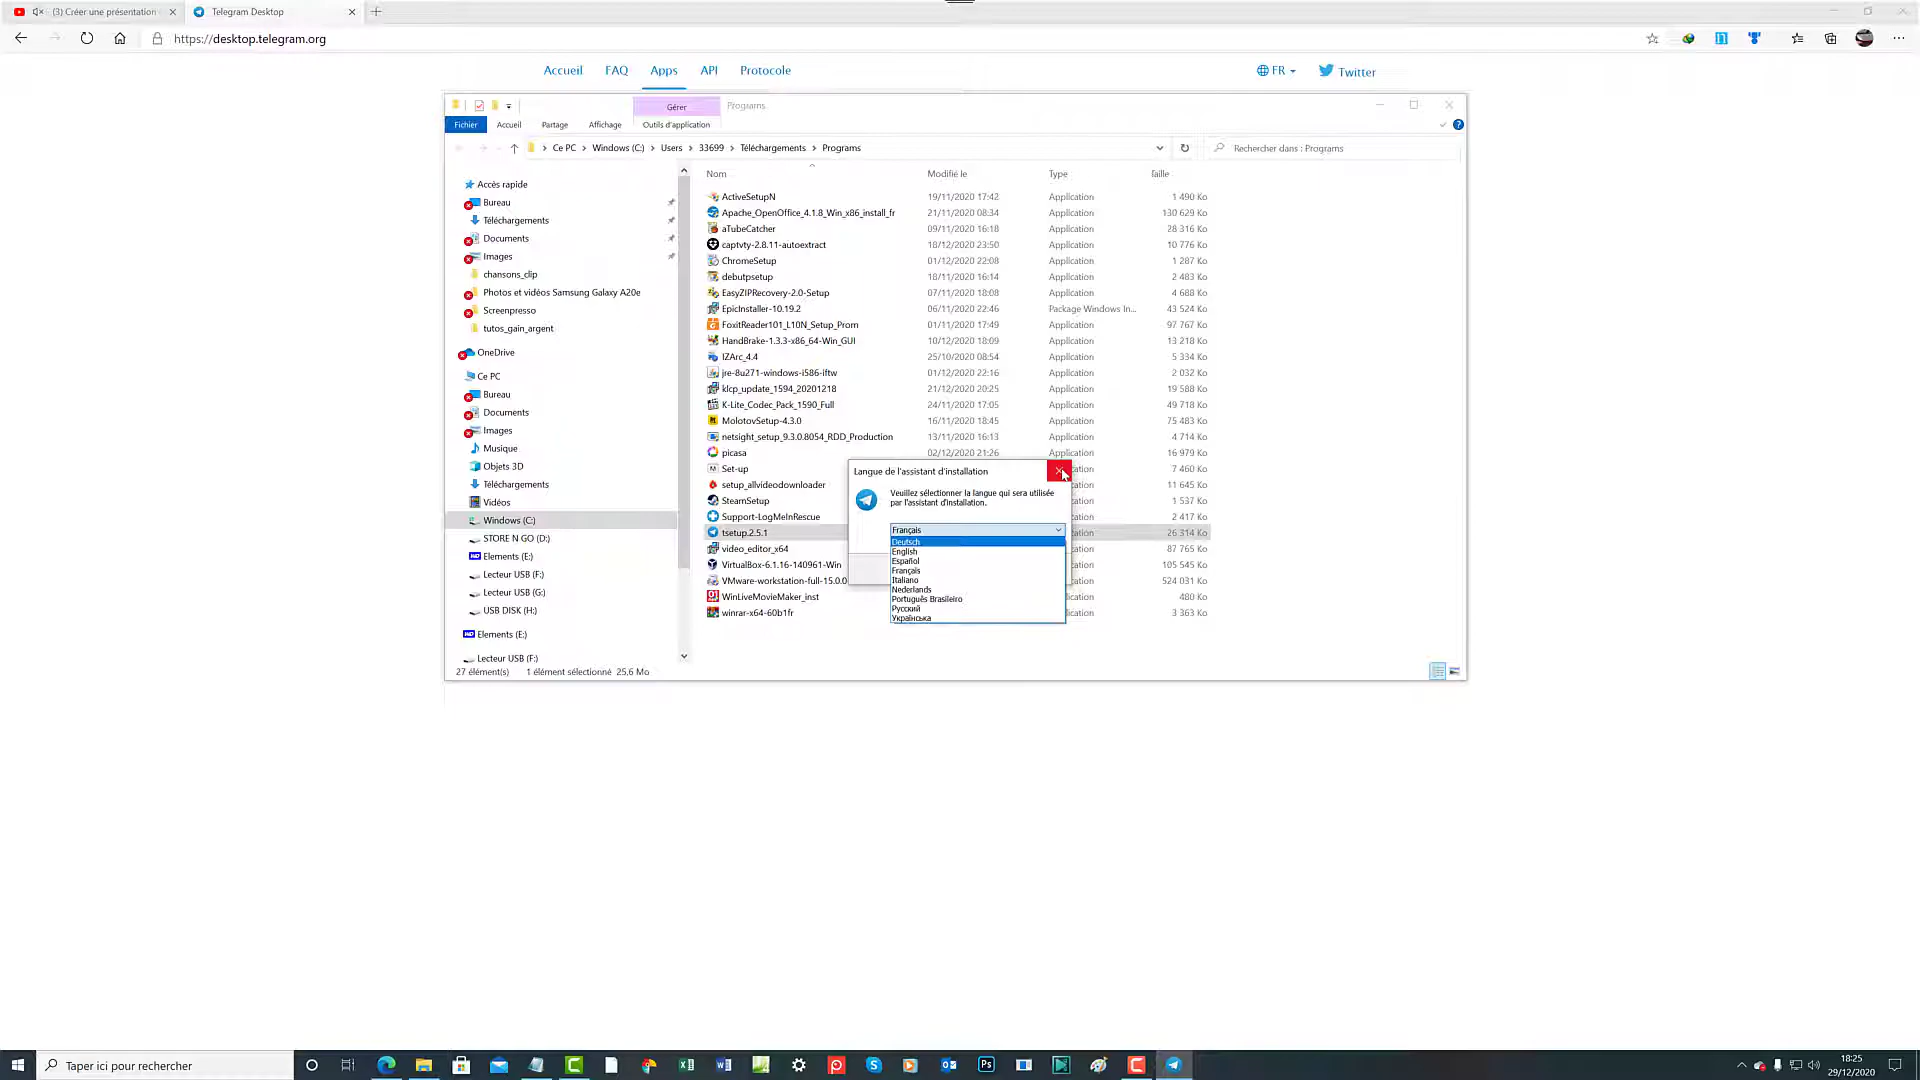 (3) Créer une présentation
Telegram Desktop
https://desktop.telegram.org
Accueil FAQ Apps API Protocole FR Twitter
Gérer Programs
Fichier Accueil Partage Affichage Outils d'application
Ce PC > Windows (C:) > Users > 33699 > Téléchargements > Programs
Rechercher dans : Programs
Nom Modifié le Type Taille
Accès rapide
Bureau
Téléchargements
Documents
Images
chansons_clip
Photos et vidéos Samsung Galaxy A20e
Screenpresso
tutos_gain_argent
OneDrive
Ce PC
Bureau
Documents
Images
Musique
Objets 3D
Téléchargements
Vidéos
Windows (C:)
STORE N GO (D:)
Elements (E:)
Lecteur USB (F:)
Lecteur USB (G:)
USB DISK (H:)
Elements (E:)
Lecteur USB (F:)
ActiveSetupN 19/11/2020 17:42 Application 1 490 Ko
Apache_OpenOffice_4.1.8_Win_x86_install_fr 21/11/2020 08:34 Application 130 629 Ko
aTubeCatcher 09/11/2020 16:18 Application 28 316 Ko
captvty-2.8.11-autoextract 18/12/2020 23:50 Application 10 776 Ko
ChromeSetup 01/12/2020 22:08 Application 1 287 Ko
debutpsetup 18/11/2020 16:14 Application 2 483 Ko
EasyZIPRecovery-2.0-Setup 07/11/2020 18:08 Application 4 688 Ko
EpicInstaller-10.19.2 06/11/2020 22:46 Package Windows In... 43 524 Ko
FoxitReader101_L10N_Setup_Prom 01/11/2020 17:49 Application 97 767 Ko
HandBrake-1.3.3-x86_64-Win_GUI 10/12/2020 18:09 Application 13 218 Ko
IZArc_4.4 25/10/2020 08:54 Application 5 334 Ko
jre-8u271-windows-i586-iftw 01/12/2020 22:16 Application 2 032 Ko
klcp_update_1594_20201218 21/12/2020 20:25 Application 19 588 Ko
K-Lite_Codec_Pack_1590_Full 24/11/2020 17:05 Application 49 718 Ko
MolotovSetup-4.3.0 16/11/2020 18:45 Application 75 483 Ko
netsight_setup_9.3.0.8054_RDD_Production 13/11/2020 16:13 Application 4 714 Ko
picasa 02/12/2020 21:26 Application 16 979 Ko
Set-up 7 460 Ko
setup_allvideodownloader cation 11 645 Ko
SteamSetup cation 1 537 Ko
Support-LogMeInRescue cation 2 417 Ko
tsetup.2.5.1 cation 26 314 Ko
video_editor_x64 cation 87 765 Ko
VirtualBox-6.1.16-140961-Win cation 105 545 Ko
VMware-workstation-full-15.0.0 cation 524 031 Ko
WinLiveMovieMaker_inst cation 480 Ko
winrar-x64-60b1fr cation 3 363 Ko
Langue de l'assistant d'installation
Veuillez sélectionner la langue qui sera utilisée
par l'assistant d'installation.
Français
Deutsch
English
Español
Français
Italiano
Nederlands
Português Brasileiro
Русский
Українська
27 élément(s) 1 élément sélectionné 25,6 Mo
Taper ici pour rechercher
18:25
29/12/2020